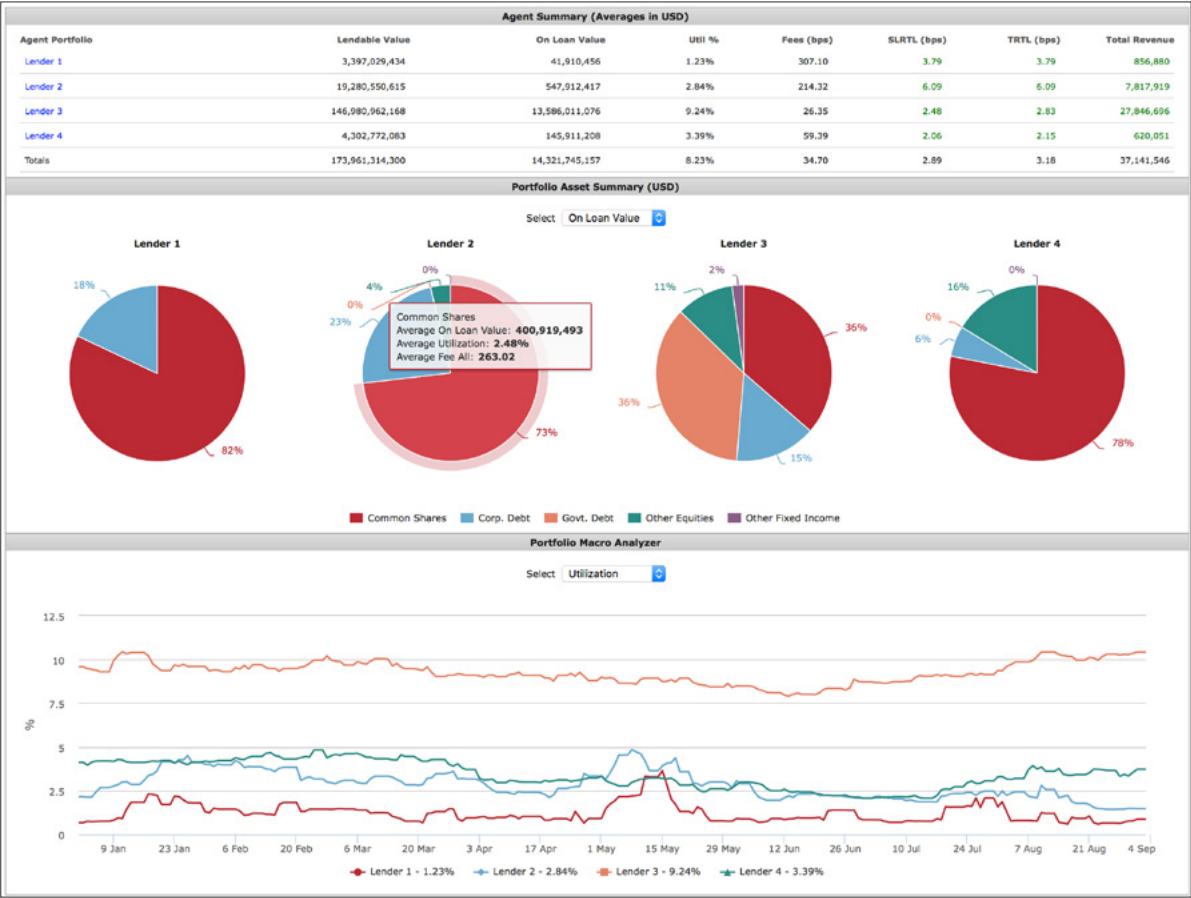 Agent Summary (Averages in USD)
Agent Portfolio Lendable Value On Loan Value Util % Fees (bps) SLRTL (bps) TRTL (bps) Total Revenue
Lender 1 3,397,029,434 41,910,456 1.23% 307.10 3.79 3.79 856,880
Lender 2 19,280,550,615 547,912,417 2.84% 214.32 6.09 6.09 7,817,919
Lender 3 146,980,962,168 13,586,011,076 9.24% 26.35 2.48 2.83 27,846,696
Lender 4 4,302,772,083 145,911,208 3.39% 59.39 2.06 2.15 620,051
Totals 173,961,314,300 14,321,745,157 8.23% 34.70 2.89 3.18 37,141,546
Portfolio Asset Summary (USD)
Select On Loan Value
Lender 1 Lender 2 Lender 3 Lender 4
18%
82%
0%
4%
0%
23%
Common Shares
Average On Loan Value: 400,919,493
Average Utilization: 2.48%
Average Fee All: 263.02
73%
2%
11%
36%
36%
15%
0%
16%
0%
6%
78%
Common Shares Corp. Debt Govt. Debt Other Equities Other Fixed Income
Portfolio Macro Analyzer
Select Utilization
12.5
10
7.5
%
5
2.5
0
9 Jan 23 Jan 6 Feb 20 Feb 6 Mar 20 Mar 3 Apr 17 Apr 1 May 15 May 29 May 12 Jun 26 Jun 10 Jul 24 Jul 7 Aug 21 Aug 4 Sep
Lender 1 - 1.23% Lender 2 - 2.84% Lender 3 - 9.24% Lender 4 - 3.39%